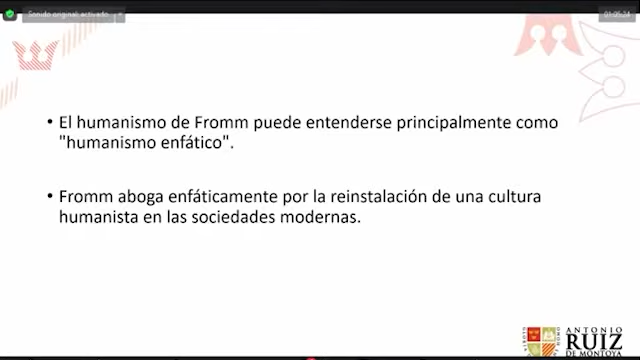 Sonido original: activado
01:05:24
• El humanismo de Fromm puede entenderse principalmente como
"humanismo enfático".
• Fromm aboga enfáticamente por la reinstalación de una cultura
humanista en las sociedades modernas.
ANTONIO
RUIZ
DE MONTOYA